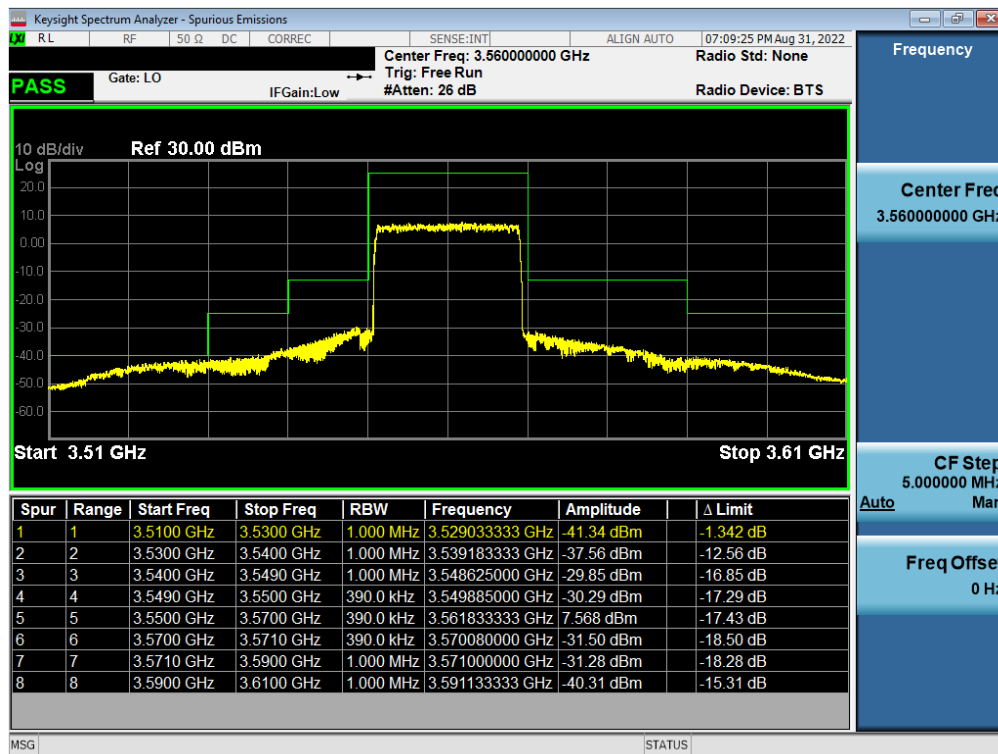 Keysight Spectrum Analyzer - Spurious Emissions
LXI RL RF 50 Ω DC CORREC SENSE:INT ALIGN AUTO 07:09:25 PM Aug 31, 2022
Center Freq: 3.560000000 GHz Radio Std: None
Gate: LO Trig: Free Run
PASS IFGain:Low #Atten: 26 dB Radio Device: BTS
10 dB/div Ref 30.00 dBm
Log
20.0
10.0
0.00
-10.0
-20.0
-30.0
-40.0
-50.0
-60.0
Start 3.51 GHz Stop 3.61 GHz
Spur Range Start Freq Stop Freq RBW Frequency Amplitude Δ Limit
1 1 3.5100 GHz 3.5300 GHz 1.000 MHz 3.529033333 GHz -41.34 dBm -1.342 dB
2 2 3.5300 GHz 3.5400 GHz 1.000 MHz 3.539183333 GHz -37.56 dBm -12.56 dB
3 3 3.5400 GHz 3.5490 GHz 1.000 MHz 3.548625000 GHz -29.85 dBm -16.85 dB
4 4 3.5490 GHz 3.5500 GHz 390.0 kHz 3.549885000 GHz -30.29 dBm -17.29 dB
5 5 3.5500 GHz 3.5700 GHz 390.0 kHz 3.561833333 GHz 7.568 dBm -17.43 dB
6 6 3.5700 GHz 3.5710 GHz 390.0 kHz 3.570080000 GHz -31.50 dBm -18.50 dB
7 7 3.5710 GHz 3.5900 GHz 1.000 MHz 3.571000000 GHz -31.28 dBm -18.28 dB
8 8 3.5900 GHz 3.6100 GHz 1.000 MHz 3.591133333 GHz -40.31 dBm -15.31 dB
MSG STATUS
Frequency
Center Freq
3.560000000 GHz
CF Step
5.000000 MHz
Auto Man
Freq Offset
0 Hz